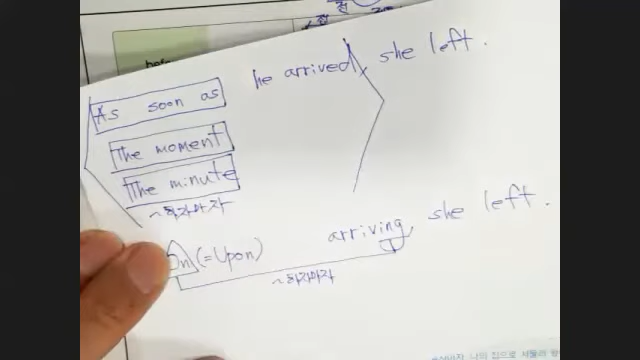 As soon as he arrived, she left.
The moment
The minute
~하자마자
On (=Upon) arriving, she left.
~하자마자